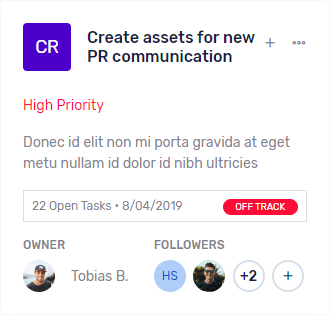 CR
Create assets for new
PR communication
High Priority
Donec id elit non mi porta gravida at eget
metu nullam id dolor id nibh ultricies
22 Open Tasks • 8/04/2019 OFF TRACK
OWNER FOLLOWERS
Tobias B. HS +2 +